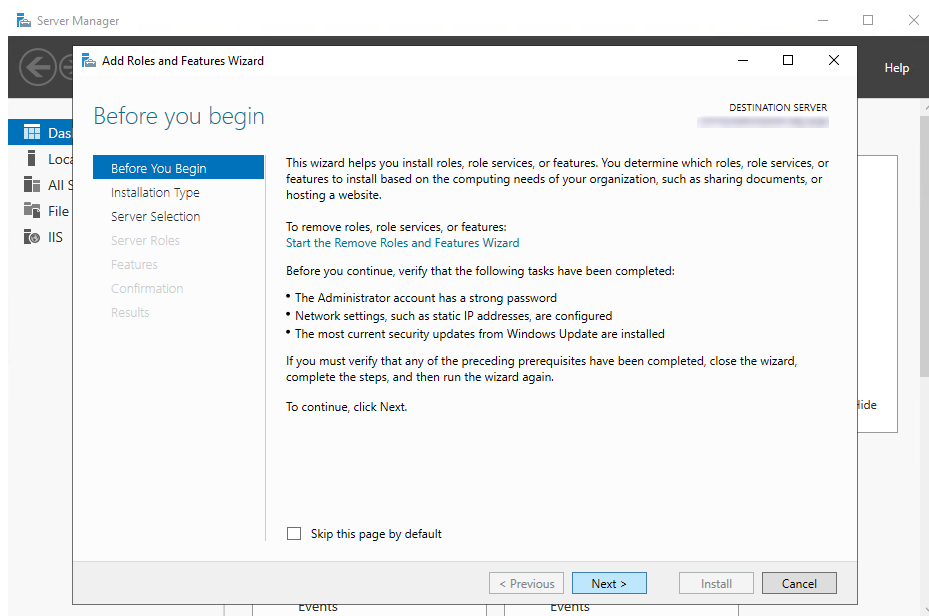 Server Manager
Add Roles and Features Wizard
Help
Before you begin
DESTINATION SERVER
Das
Loca
All S
File
IIS
Before You Begin
Installation Type
Server Selection
Server Roles
Features
Confirmation
Results
This wizard helps you install roles, role services, or features. You determine which roles, role services, or
features to install based on the computing needs of your organization, such as sharing documents, or
hosting a website.
To remove roles, role services, or features:
Start the Remove Roles and Features Wizard
Before you continue, verify that the following tasks have been completed:
• The Administrator account has a strong password
• Network settings, such as static IP addresses, are configured
• The most current security updates from Windows Update are installed
If you must verify that any of the preceding prerequisites have been completed, close the wizard,
complete the steps, and then run the wizard again.
To continue, click Next.
Hide
Skip this page by default
< Previous
Next >
Install
Cancel
Events
Events